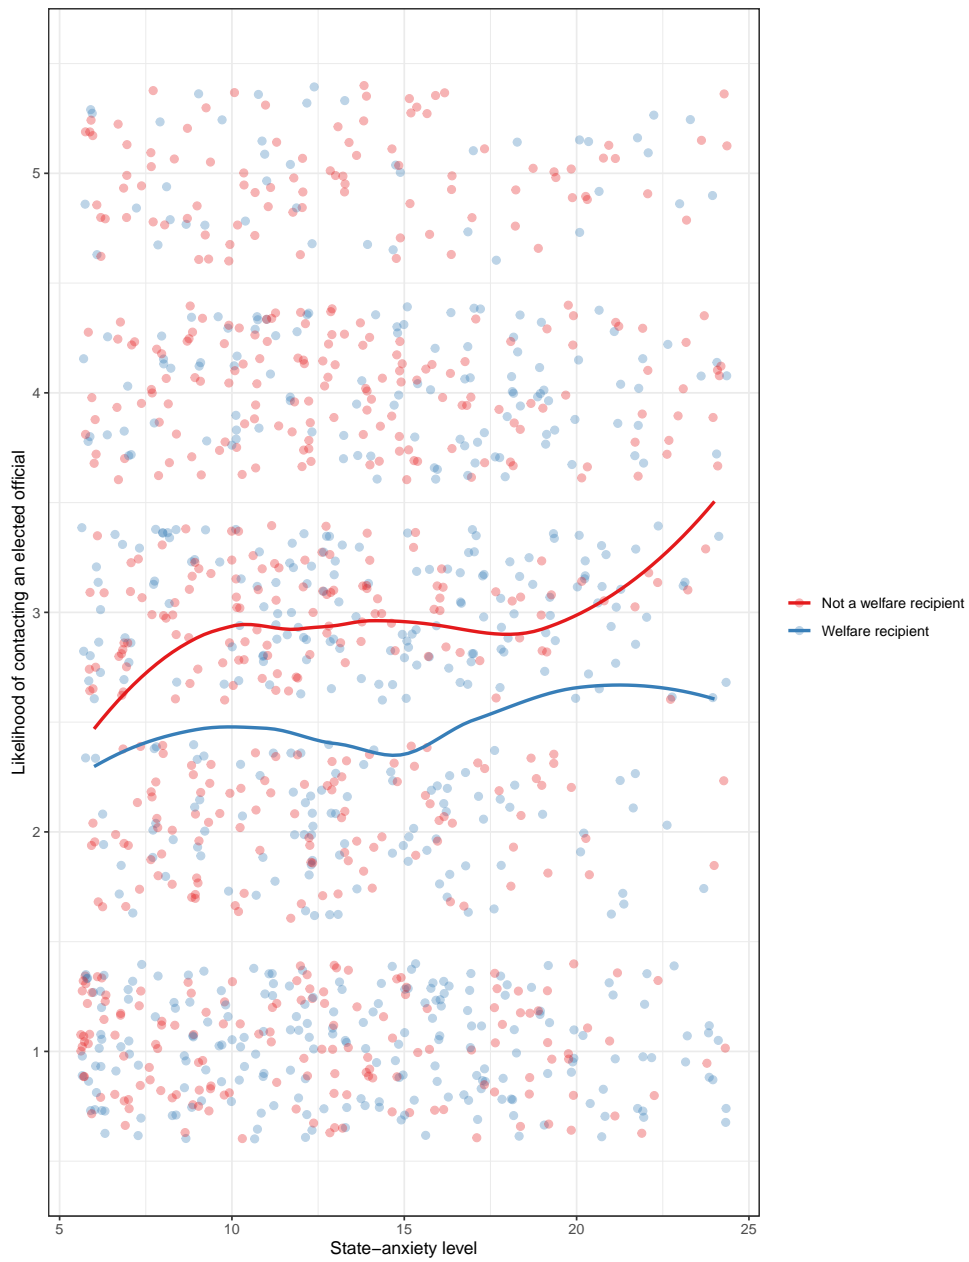 Likelihood of contacting an elected official
5
4
3
2
1
5 10 15 20 25
State−anxiety level
Not a welfare recipient
Welfare recipient